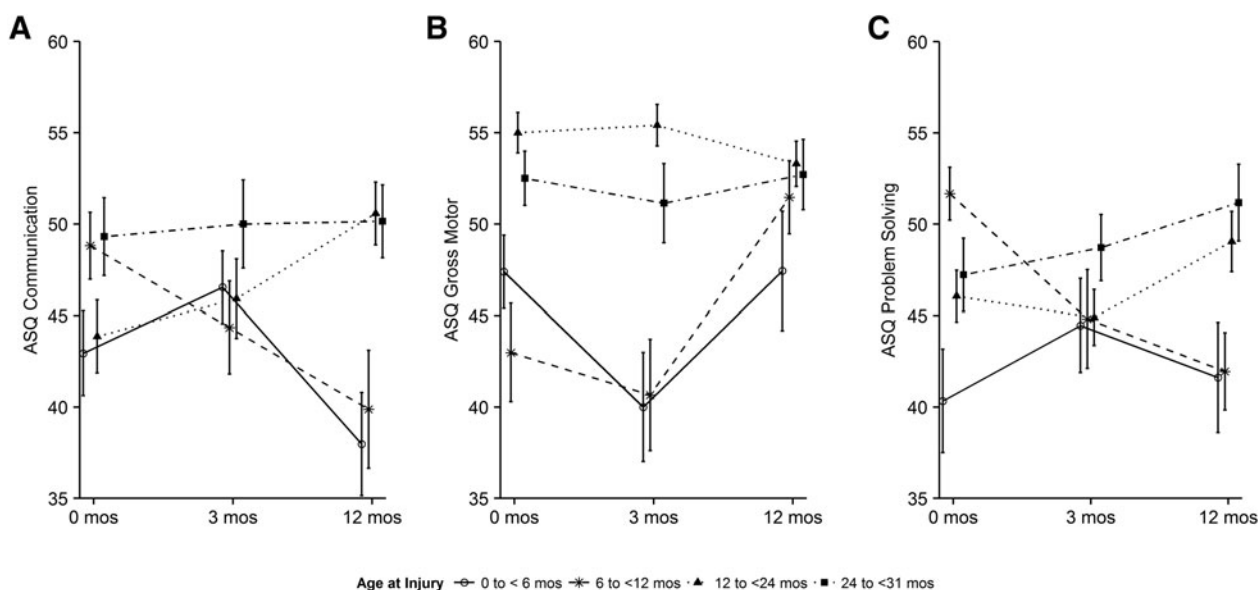 A
60
55
50
45
40
35
ASQ Communication
0 mos
3 mos
12 mos
B
60
55
50
45
40
35
ASQ Gross Motor
0 mos
3 mos
12 mos
C
60
55
50
45
40
35
ASQ Problem Solving
0 mos
3 mos
12 mos
Age at Injury 0 to < 6 mos 6 to <12 mos 12 to <24 mos 24 to <31 mos